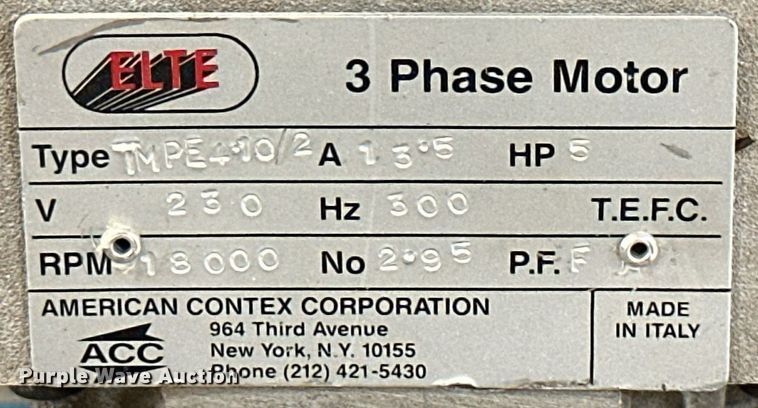 ELTE 3 Phase Motor
Type TMPE4.10/2 A 13.5 HP 5
V 230 Hz 300 T.E.F.C.
RPM 18000 No 2.95 P.F. F
AMERICAN CONTEX CORPORATION MADE
964 Third Avenue IN ITALY
ACC New York, N.Y. 10155
Phone (212) 421-5430
Purple Wave Auction